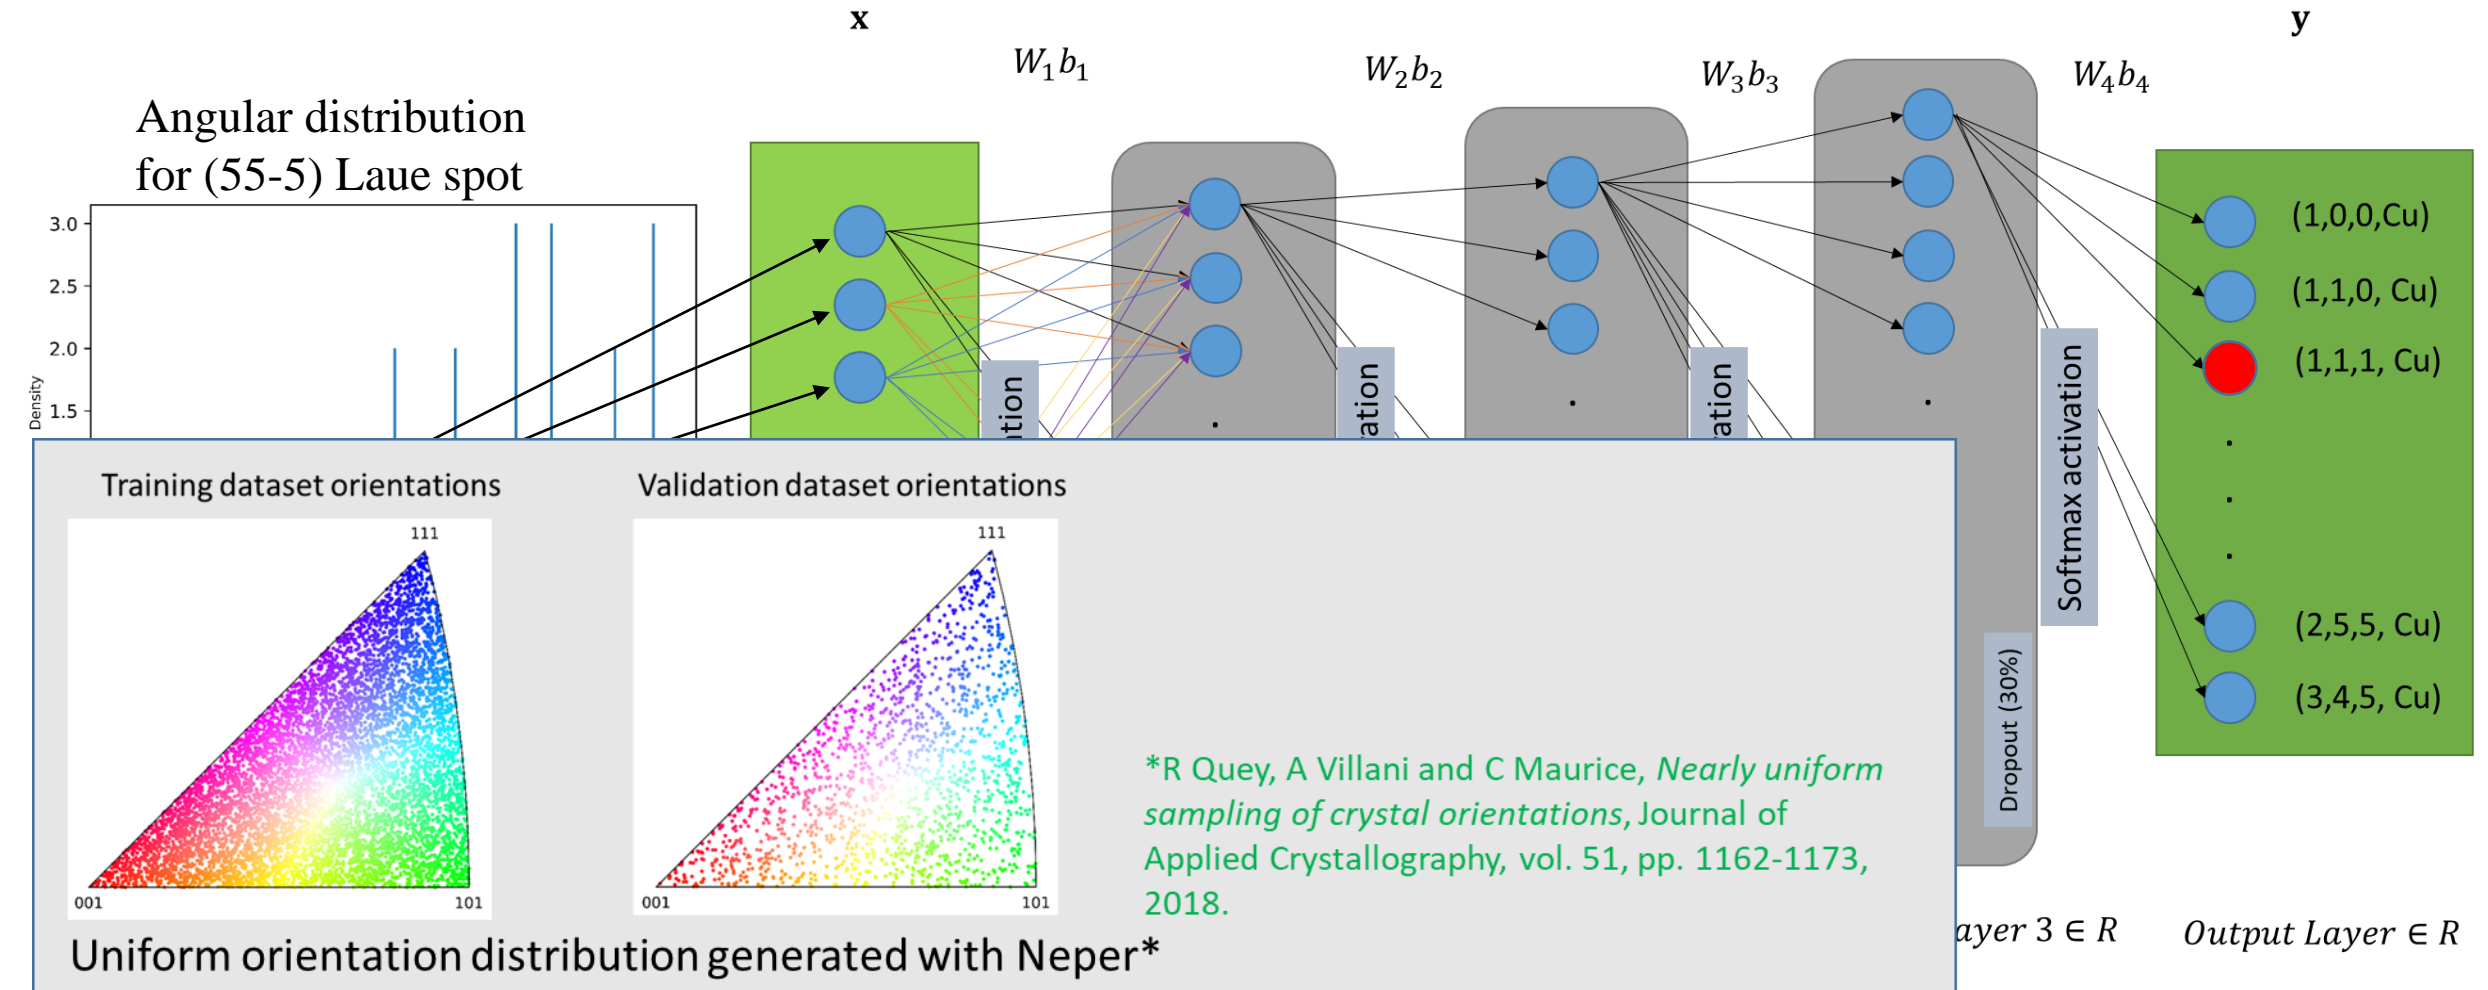 x
y
W₁b₁
W₂b₂
W₃b₃
W₄b₄
Angular distribution
for (55-5) Laue spot
3.0
2.5
2.0
1.5
Density
(1,0,0,Cu)
(1,1,0, Cu)
(1,1,1, Cu)
.
.
.
(2,5,5, Cu)
(3,4,5, Cu)
Softmax activation
Dropout (30%)
Training dataset orientations
Validation dataset orientations
111
001
101
111
001
101
*R Quey, A Villani and C Maurice, Nearly uniform
sampling of crystal orientations, Journal of
Applied Crystallography, vol. 51, pp. 1162-1173,
2018.
Uniform orientation distribution generated with Neper*
ayer 3 ∈ R
Output Layer ∈ R